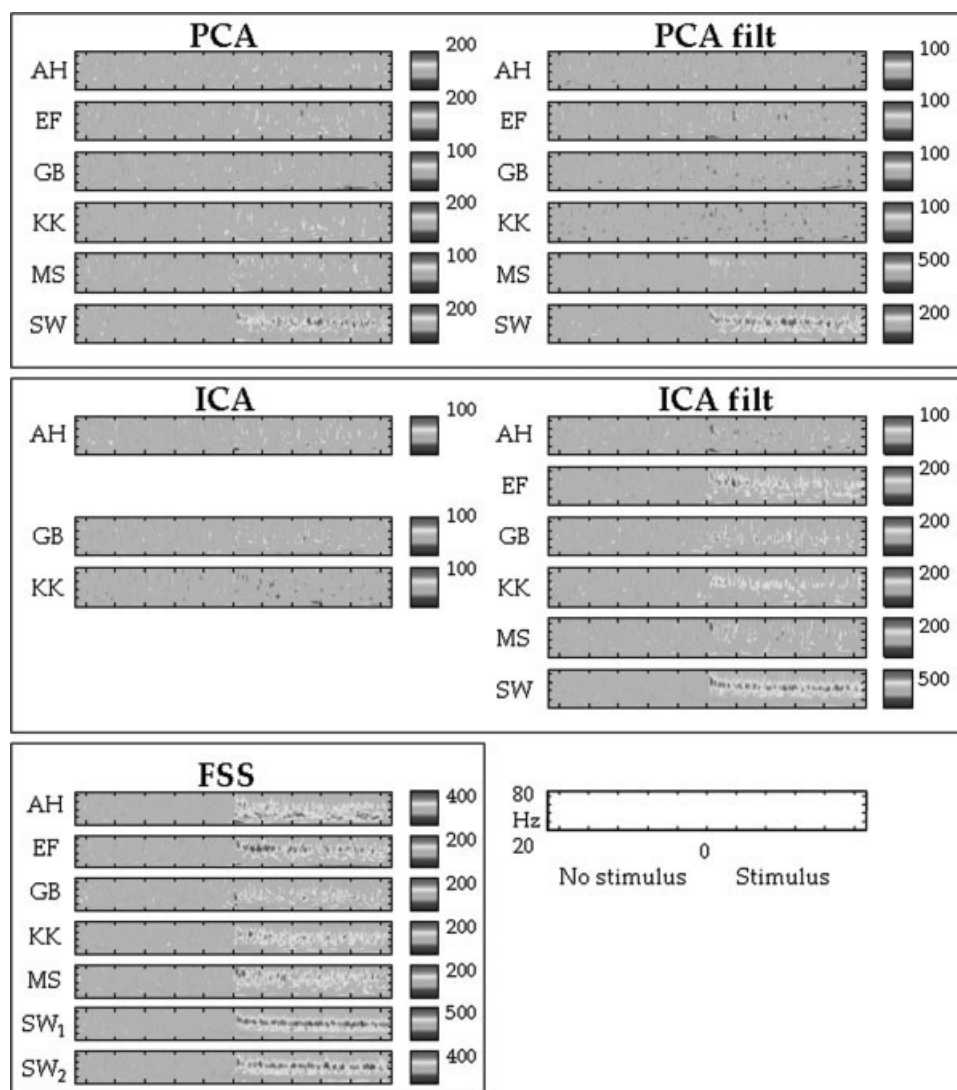 PCA
AH 200
EF 200
GB 100
KK 200
MS 100
SW 200
PCA filt
AH 100
EF 100
GB 100
KK 100
MS 500
SW 200
ICA
AH 100
GB 100
KK 100
ICA filt
AH 100
EF 200
GB 200
KK 200
MS 200
SW 500
FSS
AH 400
EF 200
GB 200
KK 200
MS 200
SW₁ 500
SW₂ 400
80
Hz
20
0
No stimulus Stimulus